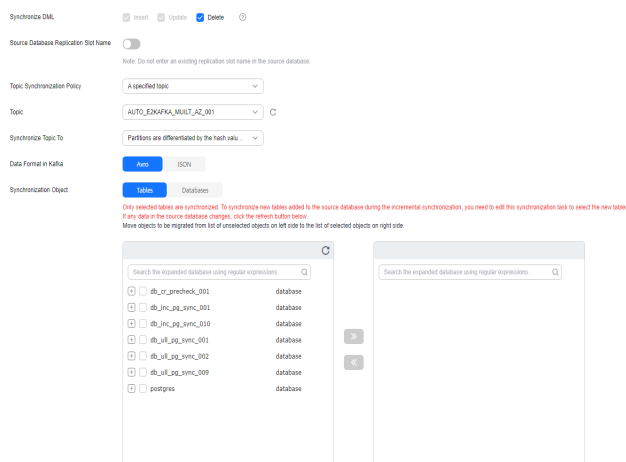 Synchronize DML Insert Update Delete ?
Source Database Replication Slot Name
Note: Do not enter an existing replication slot name in the source database.
Topic Synchronization Policy A specified topic
Topic AUTO_E2KAFKA_MUILT_AZ_001
Synchronize Topic To Partitions are differentiated by the hash valu...
Data Format in Kafka Avro JSON
Synchronization Object Tables Databases
Only selected tables are synchronized. To synchronize new tables added to the source database during the incremental synchronization, you need to edit this synchronization task to select the new table
If any data in the source database changes, click the refresh button below.
Move objects to be migrated from list of unselected objects on left side to the list of selected objects on right side.
Search the expanded database using regular expressions. Search the expanded database using regular expressions.
db_cr_precheck_001 database
db_inc_pg_sync_001 database
db_inc_pg_sync_010 database
db_ull_pg_sync_001 database
db_ull_pg_sync_002 database
db_ull_pg_sync_009 database
postgres database